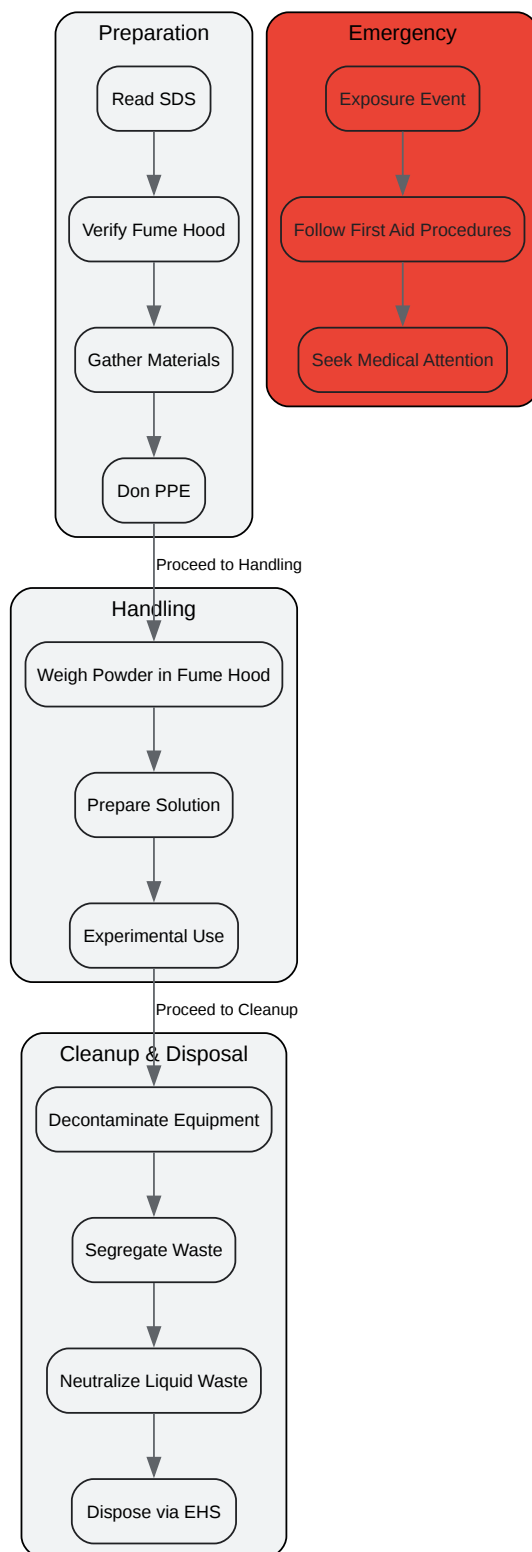 Preparation
Read SDS
Verify Fume Hood
Gather Materials
Don PPE
Emergency
Exposure Event
Follow First Aid Procedures
Seek Medical Attention
Proceed to Handling
Handling
Weigh Powder in Fume Hood
Prepare Solution
Experimental Use
Proceed to Cleanup
Cleanup & Disposal
Decontaminate Equipment
Segregate Waste
Neutralize Liquid Waste
Dispose via EHS